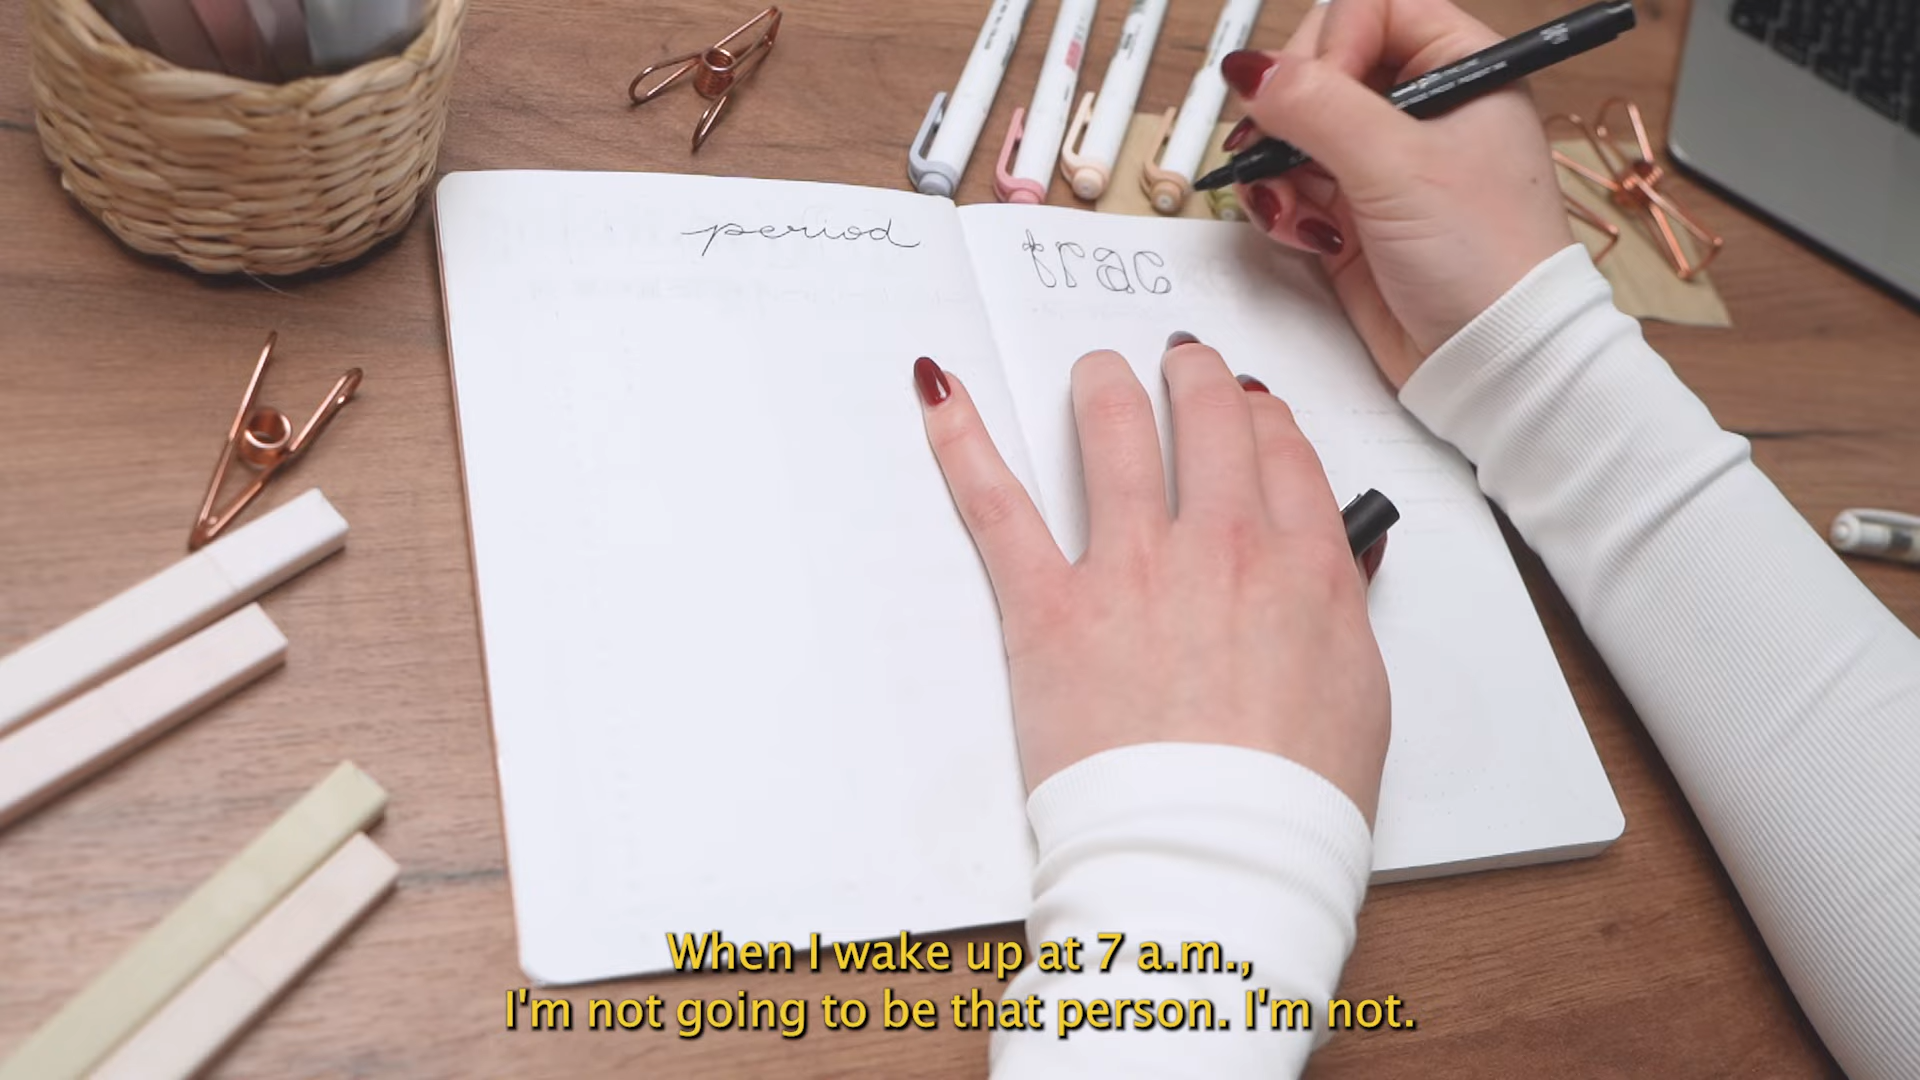 period
trac
When I wake up at 7 a.m.,
I'm not going to be that person. I'm not.